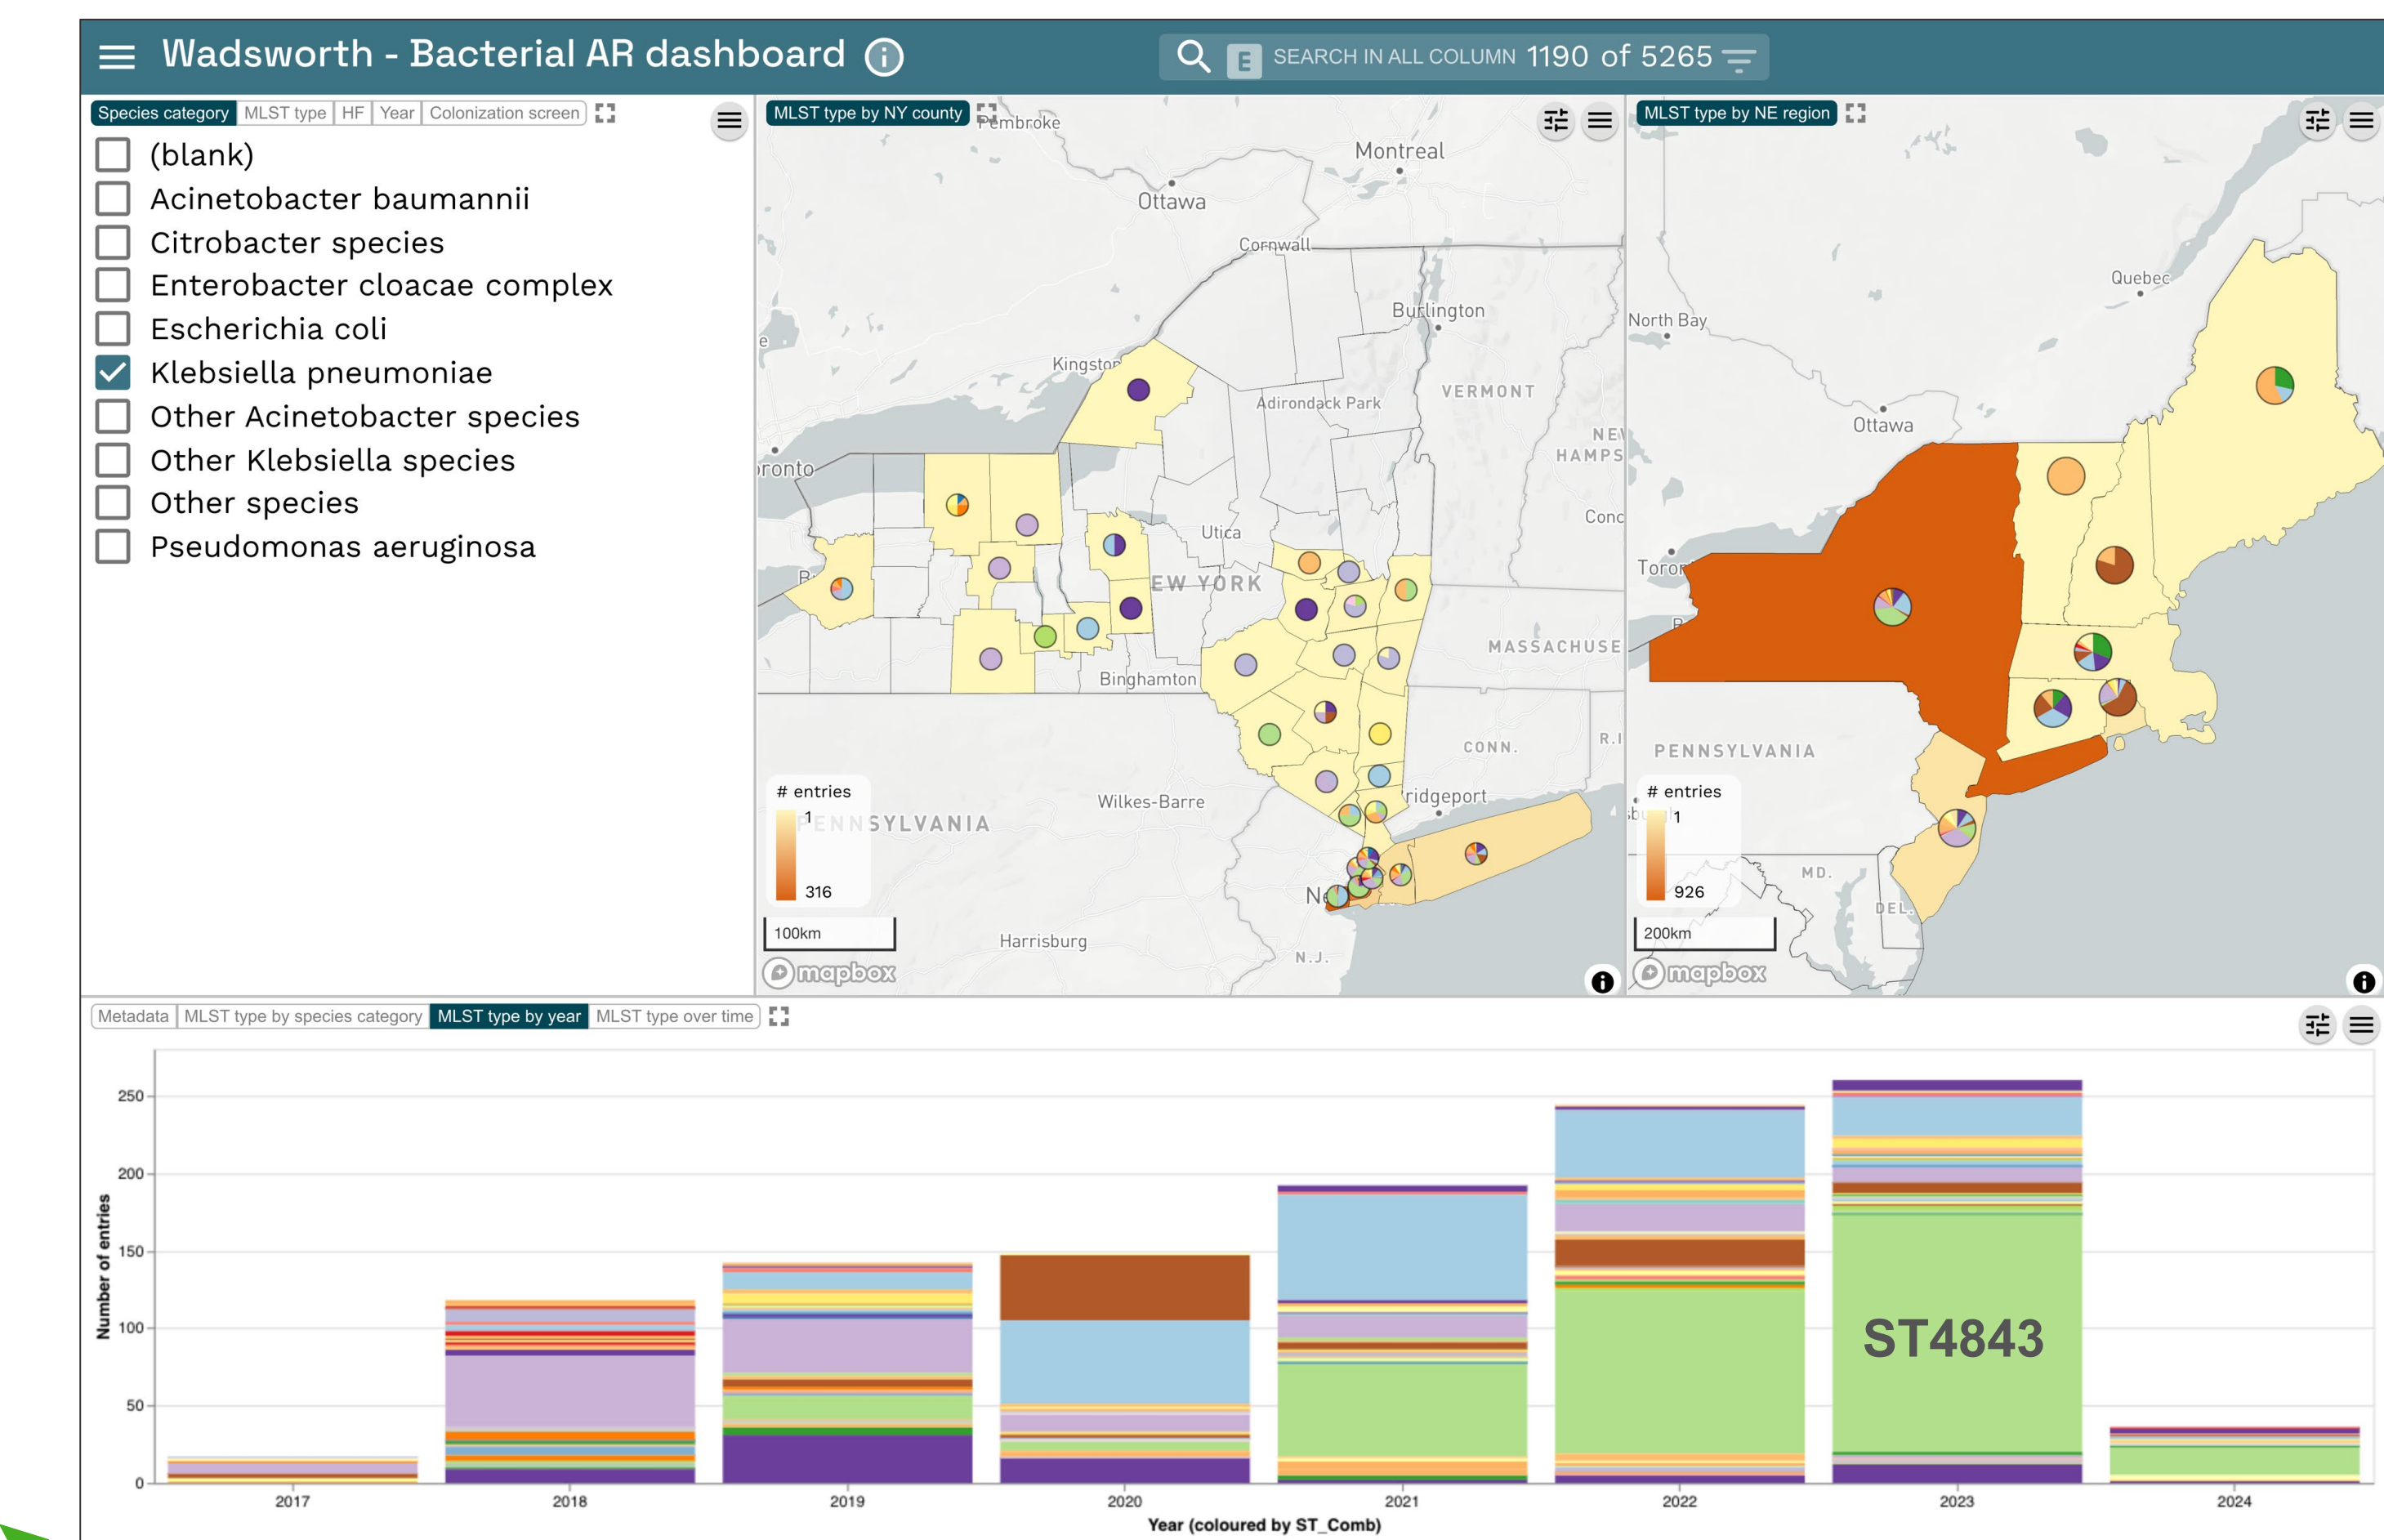 Wadsworth - Bacterial AR dashboard
E SEARCH IN ALL COLUMN 1190 of 5265
Species category MLST type HF Year Colonization screen
(blank)
Acinetobacter baumannii
Citrobacter species
Enterobacter cloacae complex
Escherichia coli
Klebsiella pneumoniae
Other Acinetobacter species
Other Klebsiella species
Other species
Pseudomonas aeruginosa
MLST type by NY county
Pembroke
Montreal
Ottawa
Cornwall
Burlington
Kingston
VERMONT
Adirondack Park
NEW
HAMPS
oronto
Conc
Utica
EW YORK
MASSACHUSE
Binghamton
CONN.
R.I
ridgeport
Wilkes-Barre
PENNSYLVANIA
Harrisburg
N.J.
# entries
1
316
100km
mapbox
MLST type by NE region
Quebec
North Bay
Ottawa
Toron
PENNSYLVANIA
MD.
DEL.
# entries
1
926
200km
mapbox
Metadata MLST type by species category MLST type by year MLST type over time
Number of entries
250
200
150
100
50
0
ST4843
2017 2018 2019 2020 2021 2022 2023 2024
Year (coloured by ST_Comb)